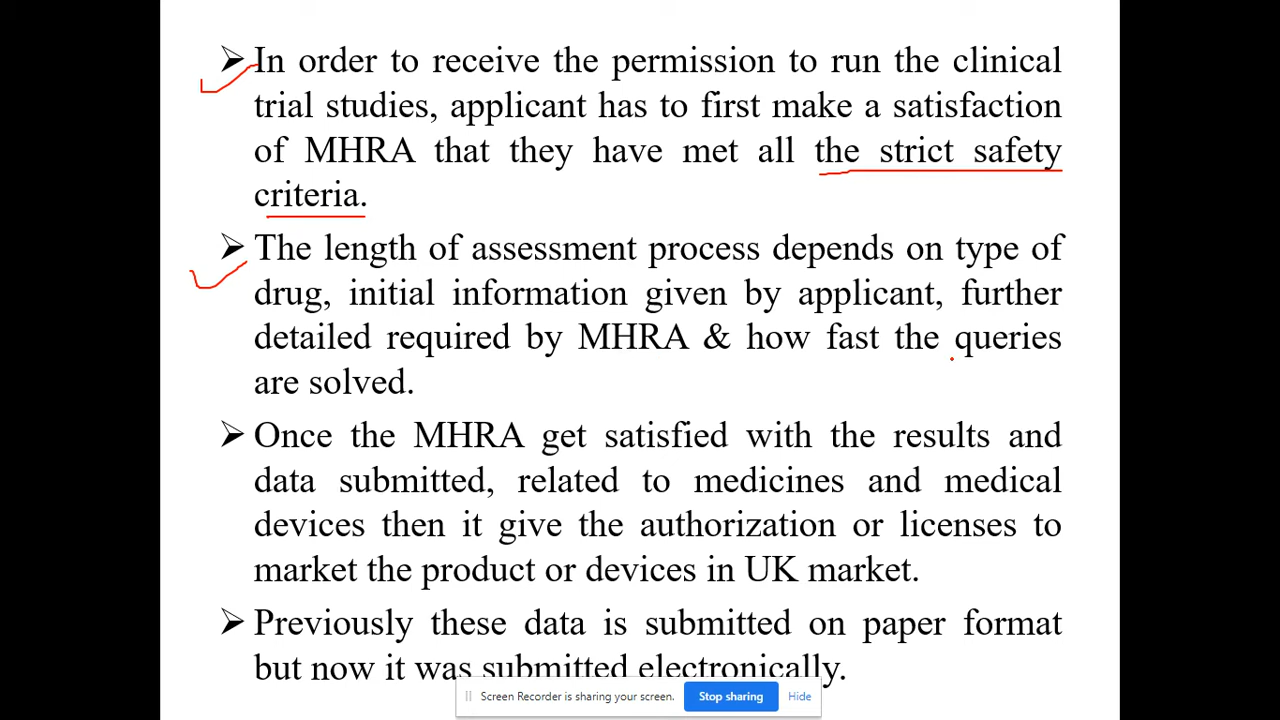 ➢ In order to receive the permission to run the clinical
trial studies, applicant has to first make a satisfaction
of MHRA that they have met all the strict safety
criteria.
➢ The length of assessment process depends on type of
drug, initial information given by applicant, further
detailed required by MHRA & how fast the queries
are solved.
➢ Once the MHRA get satisfied with the results and
data submitted, related to medicines and medical
devices then it give the authorization or licenses to
market the product or devices in UK market.
➢ Previously these data is submitted on paper format
but now it was submitted electronically.
Screen Recorder is sharing your screen. Stop sharing Hide